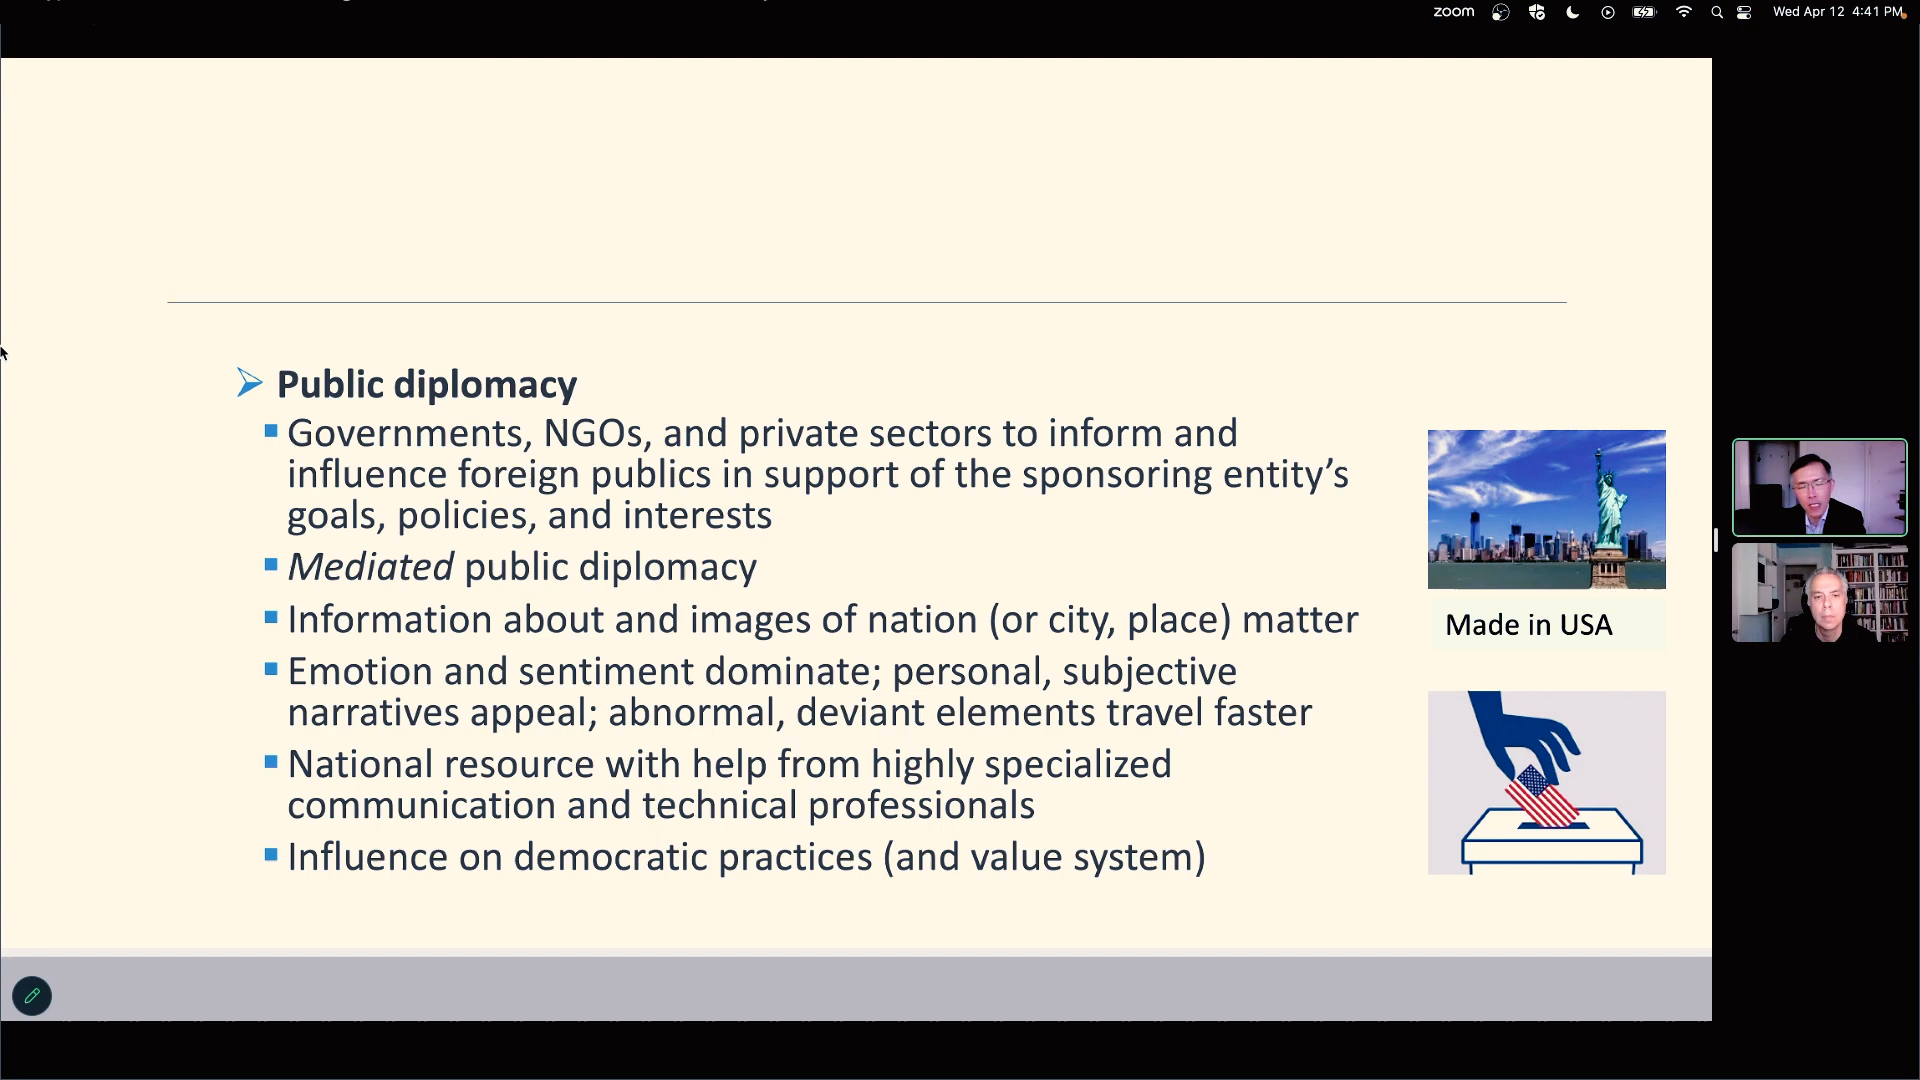 zoom
Wed Apr 12 4:41 PM
Public diplomacy
Governments, NGOs, and private sectors to inform and
influence foreign publics in support of the sponsoring entity’s
goals, policies, and interests
Mediated public diplomacy
Information about and images of nation (or city, place) matter
Emotion and sentiment dominate; personal, subjective
narratives appeal; abnormal, deviant elements travel faster
National resource with help from highly specialized
communication and technical professionals
Influence on democratic practices (and value system)
Made in USA